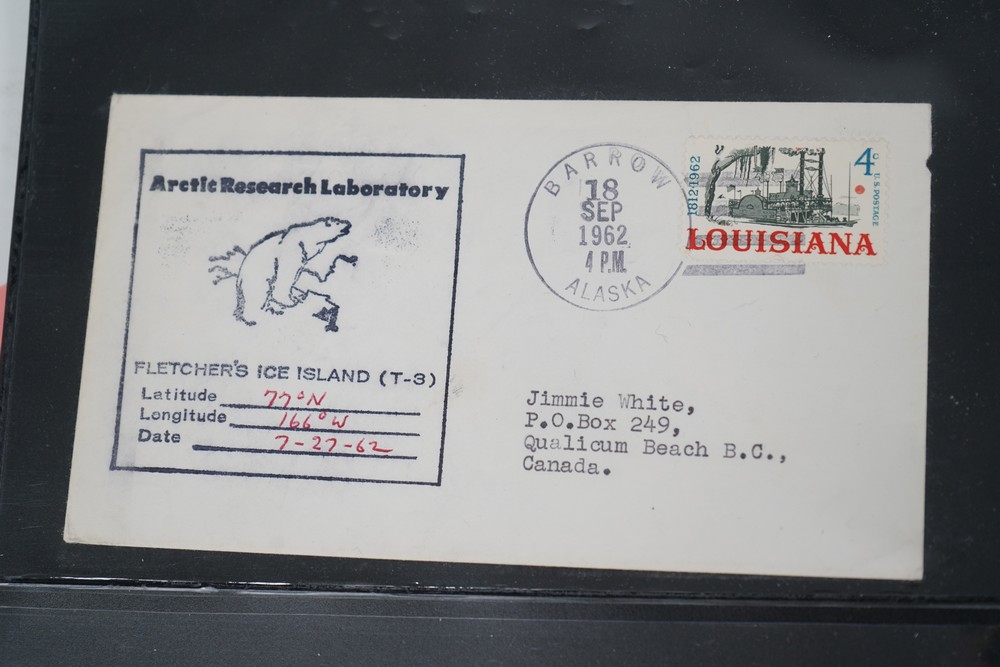 Arctic Research Laboratory
FLETCHER'S ICE ISLAND (T-3)
Latitude 77°N
Longitude 166°W
Date 7-27-62
BARROW
18
SEP
1962
4 P.M.
ALASKA
1812-1962
4c
U.S. POSTAGE
LOUISIANA
Jimmie White,
P.O.Box 249,
Qualicum Beach B.C.,
Canada.